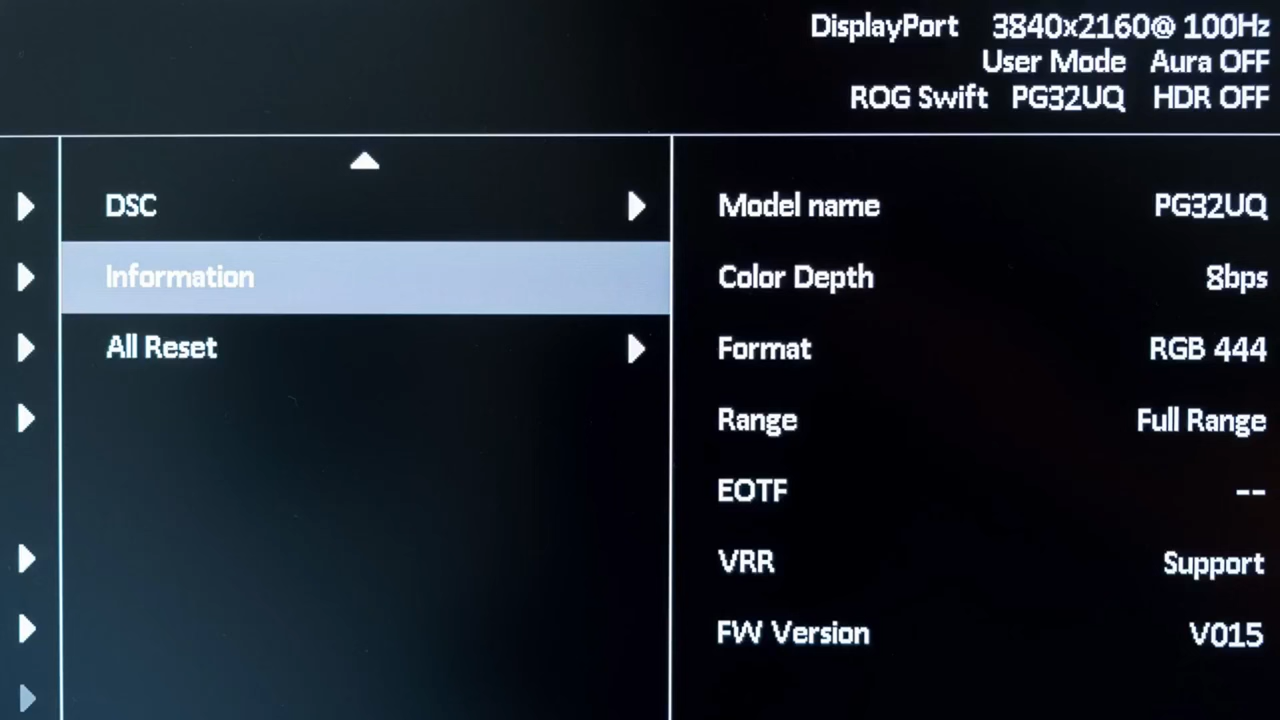 DisplayPort 3840x2160@ 100Hz
User Mode Aura OFF
ROG Swift PG32UQ HDR OFF
DSC
Information
All Reset
Model name PG32UQ
Color Depth 8bps
Format RGB 444
Range Full Range
EOTF --
VRR Support
FW Version V015